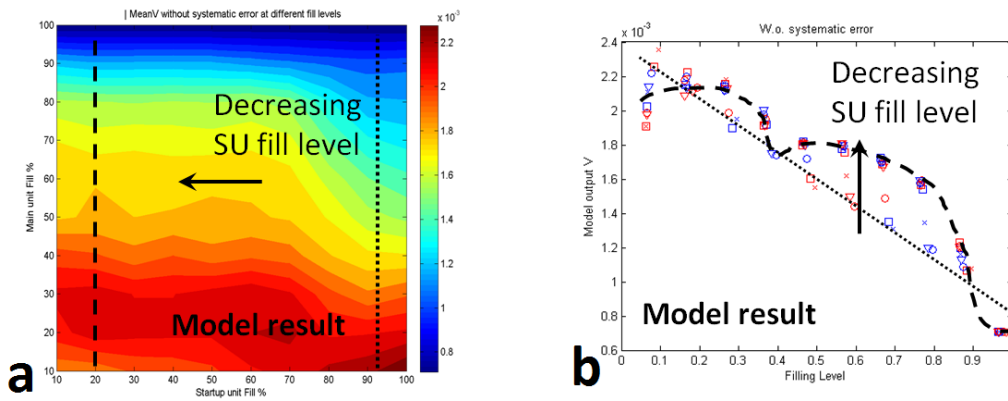 | MeanV without systematic error at different fill levels
x 10⁻³
100
90
80
70
60
50
40
30
20
10
Main unit Fill %
10 20 30 40 50 60 70 80 90 100
Startup unit Fill %
2.2
2
1.8
1.6
1.4
1.2
1
0.8
Decreasing
SU fill level
Model result
a
W.o. systematic error
x 10⁻³
2.4
2.2
2
1.8
1.6
1.4
1.2
1
0.8
0.6
Model output V
0 0.1 0.2 0.3 0.4 0.5 0.6 0.7 0.8 0.9
Filling Level
Decreasing
SU fill level
Model result
b